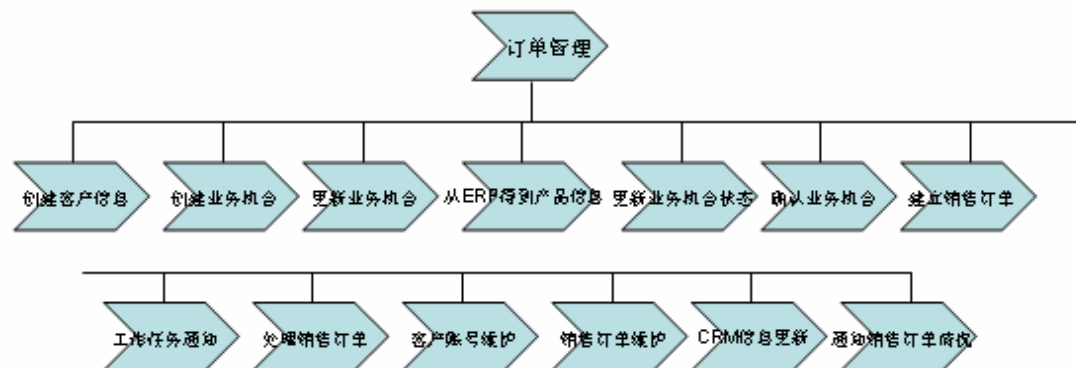 订单管理
创建客户信息
创建业务机会
更新业务机会
从ERP得到产品信息
更新业务机会状态
确认业务机会
建立销售订单
工作任务通知
处理销售订单
客户账号维护
销售订单维护
CRM信息更新
通知销售订单情况